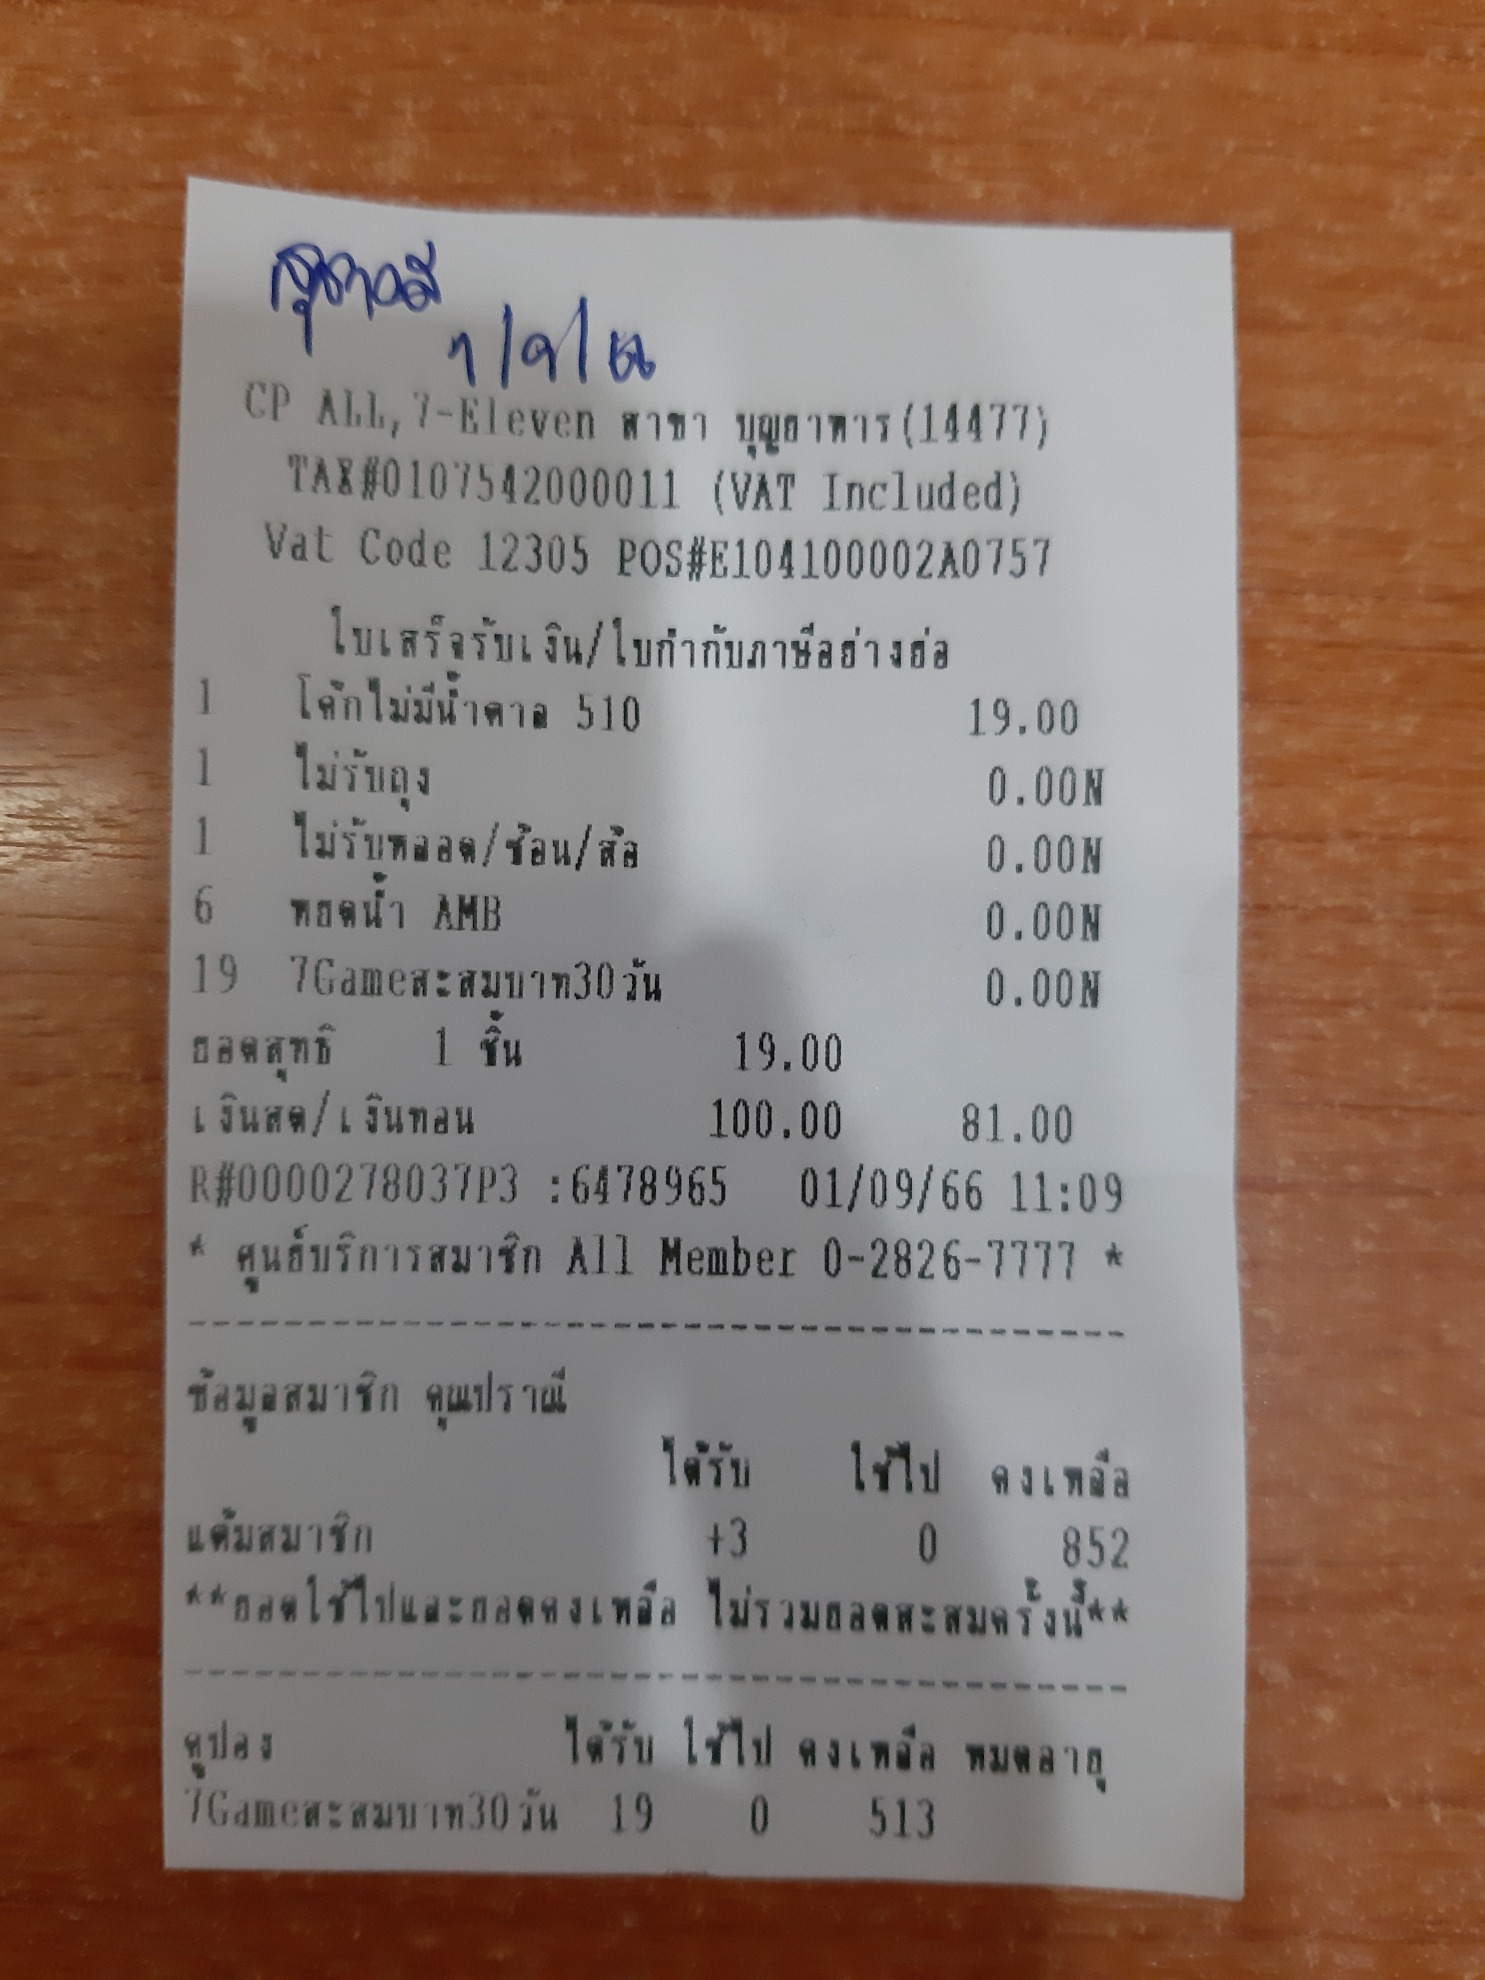 สุชาวลี
1/9/66
CP ALL,7-Eleven สาขา บุญยาหาร(14477)
TAX#0107542000011 (VAT Included)
Vat Code 12305 POS#E104100002A0757
ใบเสร็จรับเงิน/ใบกำกับภาษีอย่างย่อ
1 โค้กไม่มีน้ำตาล 510 19.00
1 ไม่รับถุง 0.00N
1 ไม่รับหลอด/ช้อน/ส้อ 0.00N
6 หยดน้ำ AMB 0.00N
19 7Gameสะสมบาท30วัน 0.00N
ยอดสุทธิ 1 ชิ้น 19.00
เงินสด/เงินทอน 100.00 81.00
R#0000278037P3 :6478965 01/09/66 11:09
* ศูนย์บริการสมาชิก All Member 0-2826-7777 *
ข้อมูลสมาชิก คุณปราณี
ได้รับ ใช้ไป คงเหลือ
แต้มสมาชิก +3 0 852
**ยอดใช้ไปและยอดคงเหลือ ไม่รวมยอดสะสมครั้งนี้**
คูปอง ได้รับ ใช้ไป คงเหลือ หมดอายุ
7Gameสะสมบาท30วัน 19 0 513